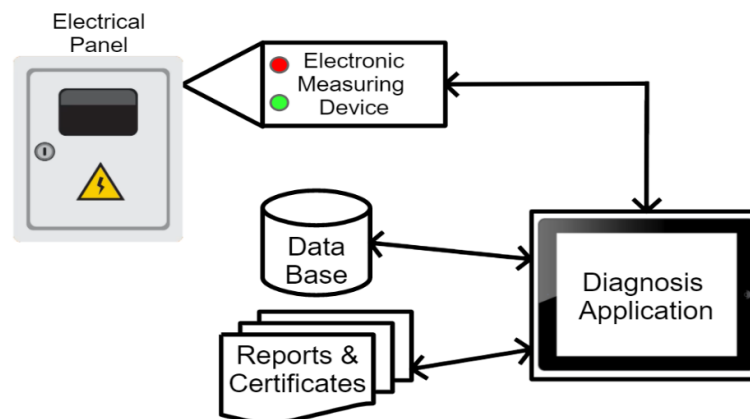 Electrical
Panel
Electronic
Measuring
Device
Data
Base
Diagnosis
Application
Reports &
Certificates